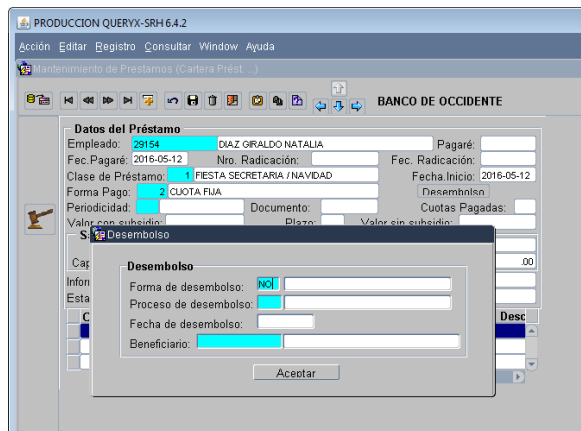 PRODUCCION QUERYX-SRH 6.4.2
Acción Editar Registro Consultar Window Ayuda
Mantenimiento de Prestamos (Cartera Prést. ...)
BANCO DE OCCIDENTE
Datos del Préstamo
Empleado: 29154 DIAZ GIRALDO NATALIA Pagaré:
Fec.Pagaré: 2016-05-12 Nro. Radicación: Fec. Radicación:
Clase de Préstamo: 1 FIESTA SECRETARIA / NAVIDAD Fecha.Inicio: 2016-05-12
Forma Pago: 2 CUOTA FIJA Desembolso
Periodicidad: Documento: Cuotas Pagadas:
Valor con subsidio: Plazo: Valor sin subsidio:
S
Desembolso
Cap .00
Desembolso
Infor
Forma de desembolso: NO
Esta
Proceso de desembolso:
C Desc
Fecha de desembolso:
Beneficiario:
Aceptar